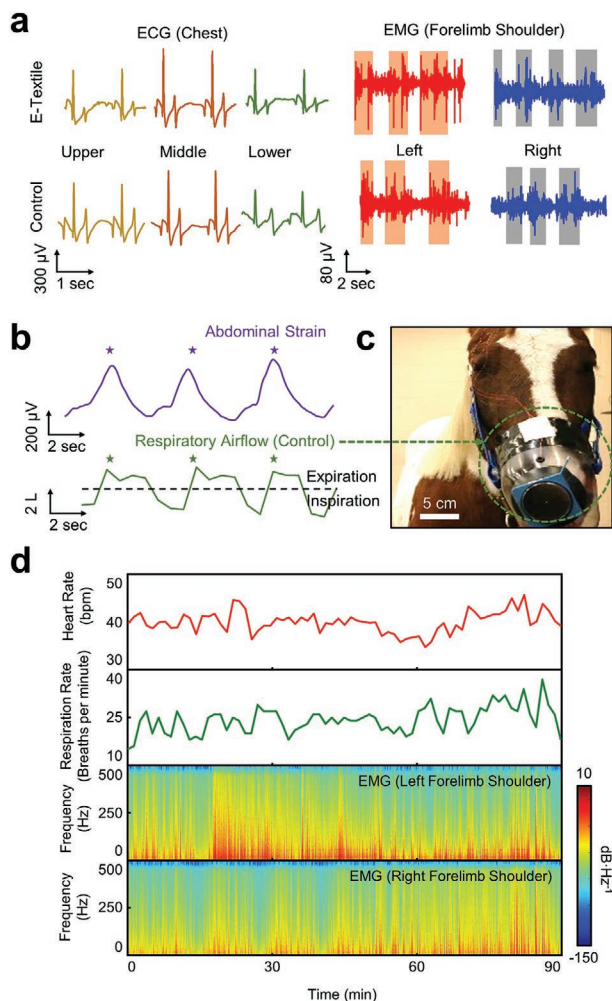 a
ECG (Chest)
EMG (Forelimb Shoulder)
E-Textile
Upper
Middle
Lower
Left
Right
Control
300 µV
1 sec
80 µV
2 sec
b
Abdominal Strain
200 µV
2 sec
Respiratory Airflow (Control)
Expiration
Inspiration
2 L
2 sec
c
5 cm
d
Heart Rate
(bpm)
50
40
30
Respiration Rate
(Breaths per minute)
40
25
10
EMG (Left Forelimb Shoulder)
Frequency
(Hz)
500
250
0
EMG (Right Forelimb Shoulder)
Frequency
(Hz)
500
250
0
10
dB·Hz-1
-150
0
30
60
90
Time (min)